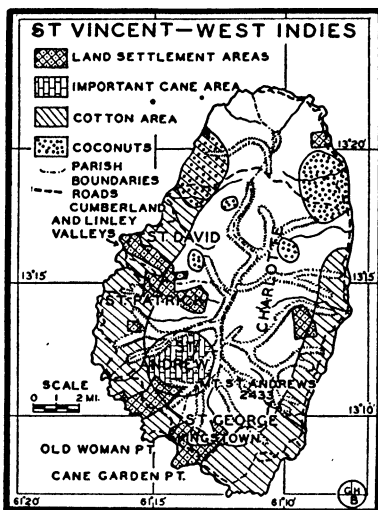 ST VINCENT-WEST INDIES
LAND SETTLEMENT AREAS
IMPORTANT CANE AREA
COTTON AREA
COCONUTS
PARISH
BOUNDARIES
ROADS
CUMBERLAND
AND LINLEY
VALLEYS
13°20'
ST DAVID
13°15
13°15
ST PATRICK
CHARLOTTE
ANDREW
MT. ST. ANDREWS
2433
SCALE
0 1 2 MI.
13°10
ST GEORGE
KINGSTOWN
OLD WOMAN PT.
CANE GARDEN PT.
61°20
61°15
61°10
G H
B